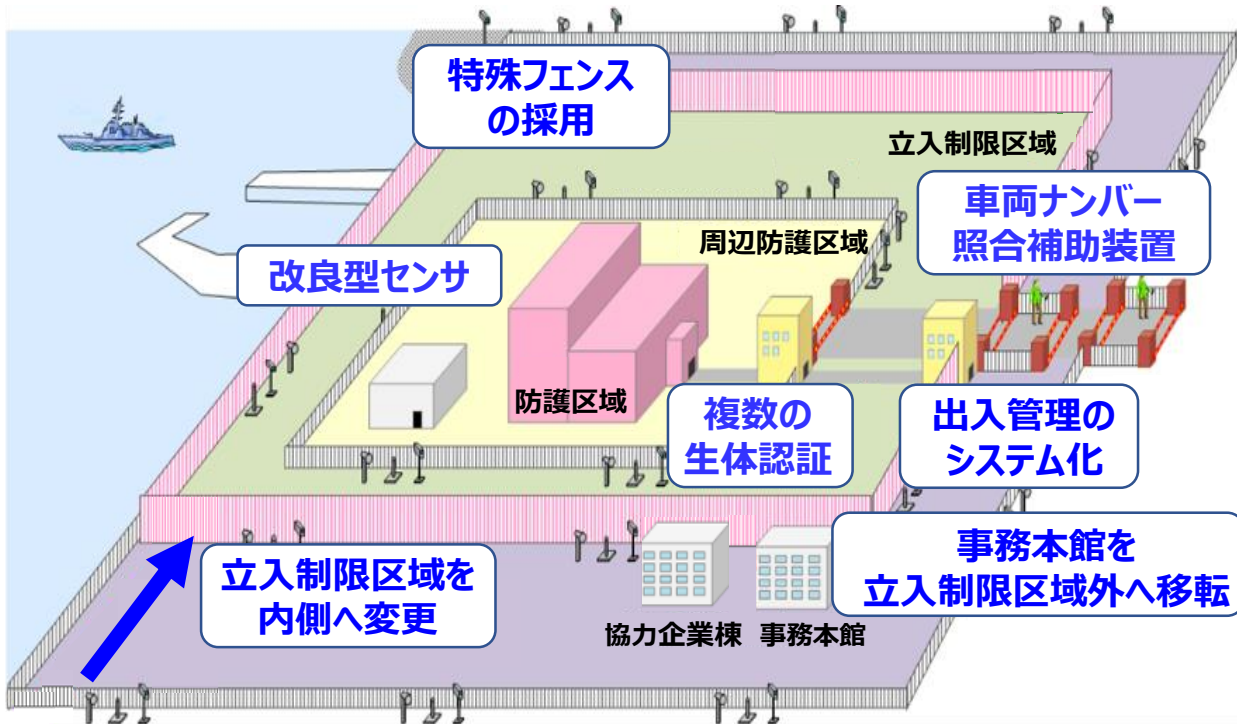 特殊フェンス
の採用
立入制限区域
車両ナンバー
照合補助装置
周辺防護区域
改良型センサ
防護区域
複数の
生体認証
出入管理の
システム化
立入制限区域を
内側へ変更
事務本館を
立入制限区域外へ移転
協力企業棟
事務本館